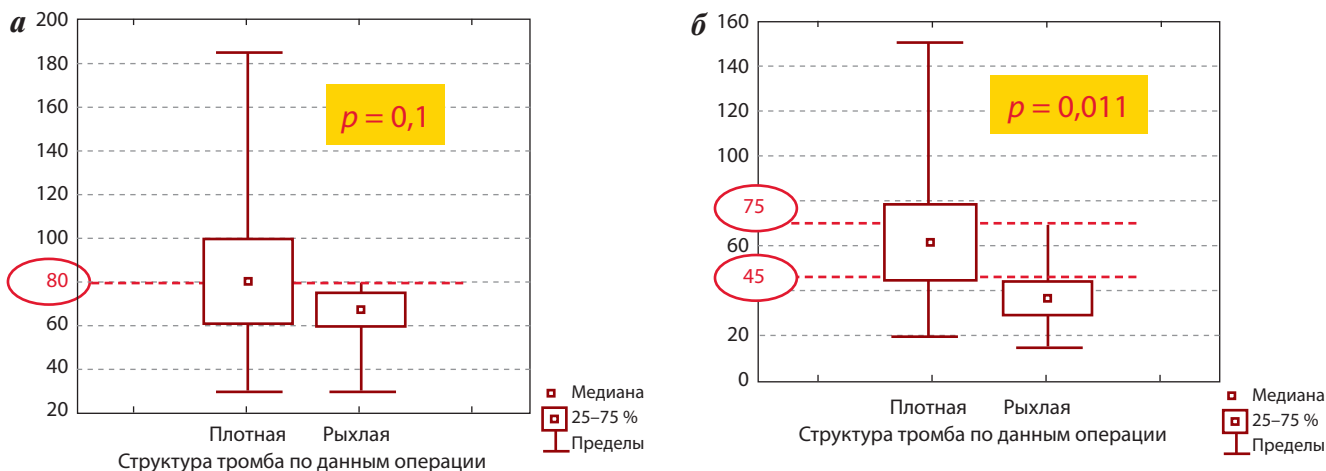 а
200
180
160
140
120
100
80
60
40
20
80
p = 0,1
Плотная Рыхлая
Структура тромба по данным операции
Медиана
25–75 %
Пределы
б
160
140
120
160
60
20
0
75
45
p = 0,011
Плотная Рыхлая
Структура тромба по данным операции
Медиана
25–75 %
Пределы